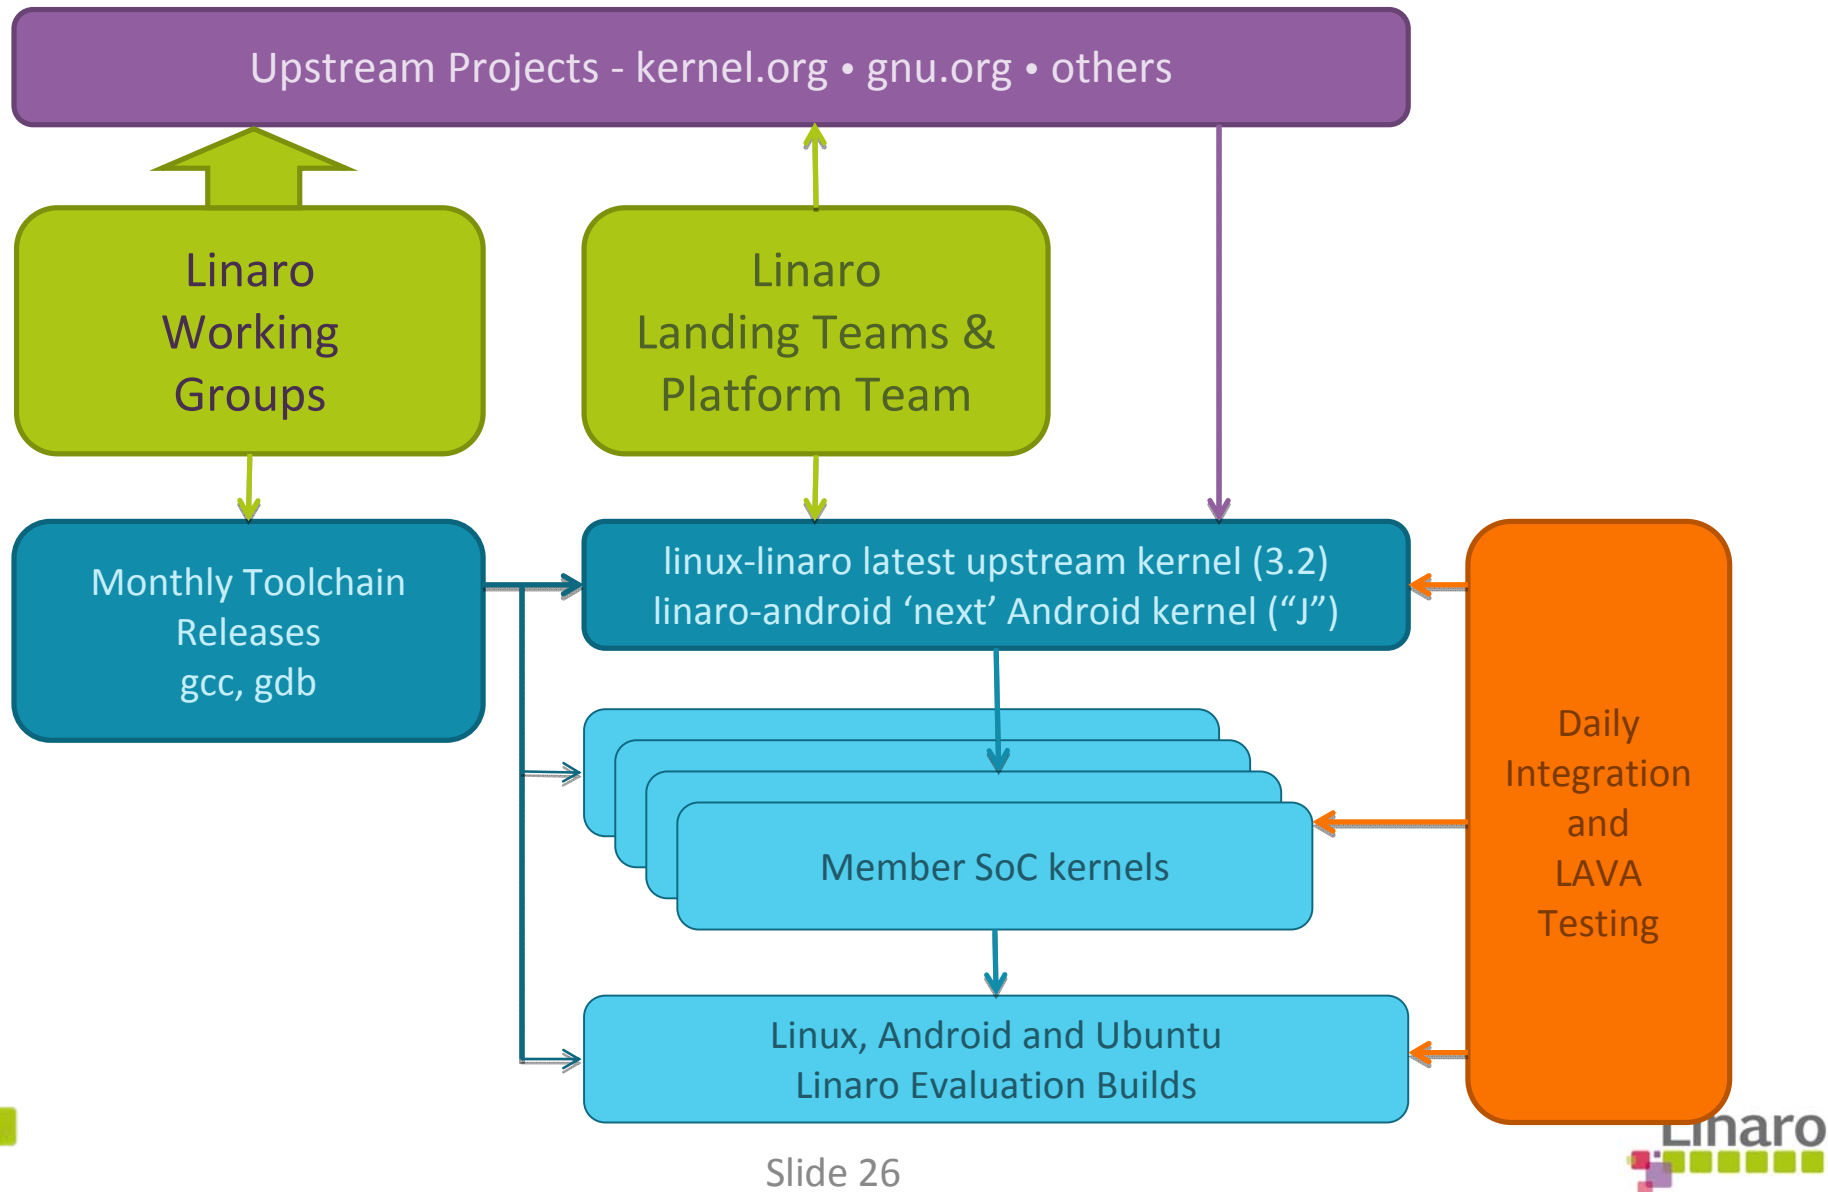 Upstream Projects - kernel.org • gnu.org • others
Linaro
Working
Groups
Linaro
Landing Teams &
Platform Team
Monthly Toolchain
Releases
gcc, gdb
linux-linaro latest upstream kernel (3.2)
linaro-android ‘next’ Android kernel (“J”)
Member SoC kernels
Linux, Android and Ubuntu
Linaro Evaluation Builds
Daily
Integration
and
LAVA
Testing
Slide 26
Linaro